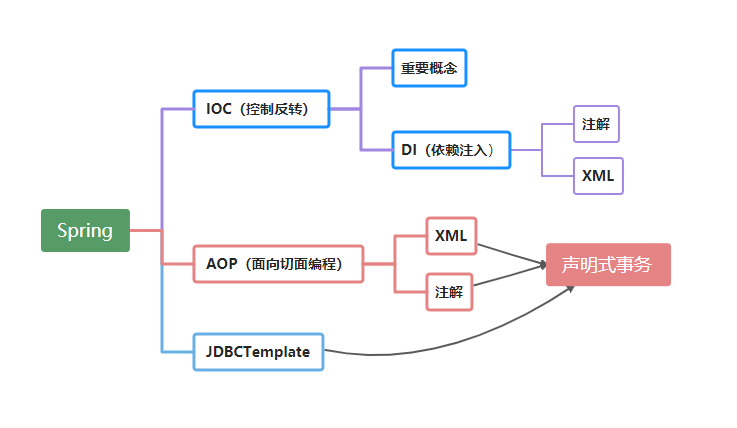 Spring
IOC（控制反转）
重要概念
DI（依赖注入）
注解
XML
AOP（面向切面编程）
XML
注解
声明式事务
JDBCTemplate